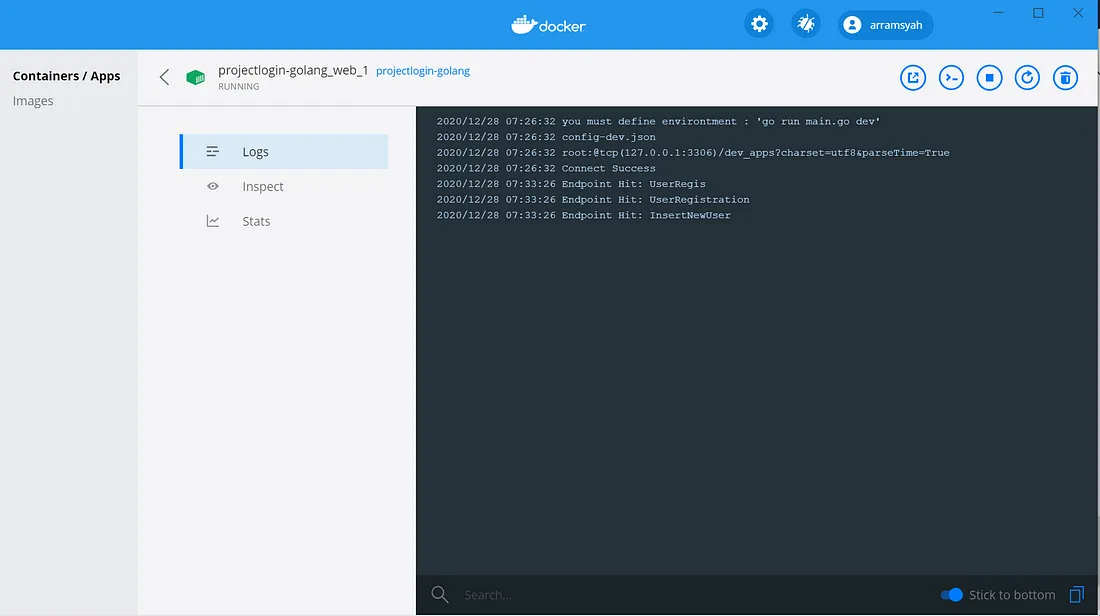 docker
arramsyah
Containers / Apps
Images
projectlogin-golang_web_1 projectlogin-golang
RUNNING
Logs
Inspect
Stats
2020/12/28 07:26:32 you must define environtment : 'go run main.go dev'
2020/12/28 07:26:32 config-dev.json
2020/12/28 07:26:32 root:@tcp(127.0.0.1:3306)/dev_apps?charset=utf8&parseTime=True
2020/12/28 07:26:32 Connect Success
2020/12/28 07:33:26 Endpoint Hit: UserRegis
2020/12/28 07:33:26 Endpoint Hit: UserRegistration
2020/12/28 07:33:26 Endpoint Hit: InsertNewUser
Search...
Stick to bottom